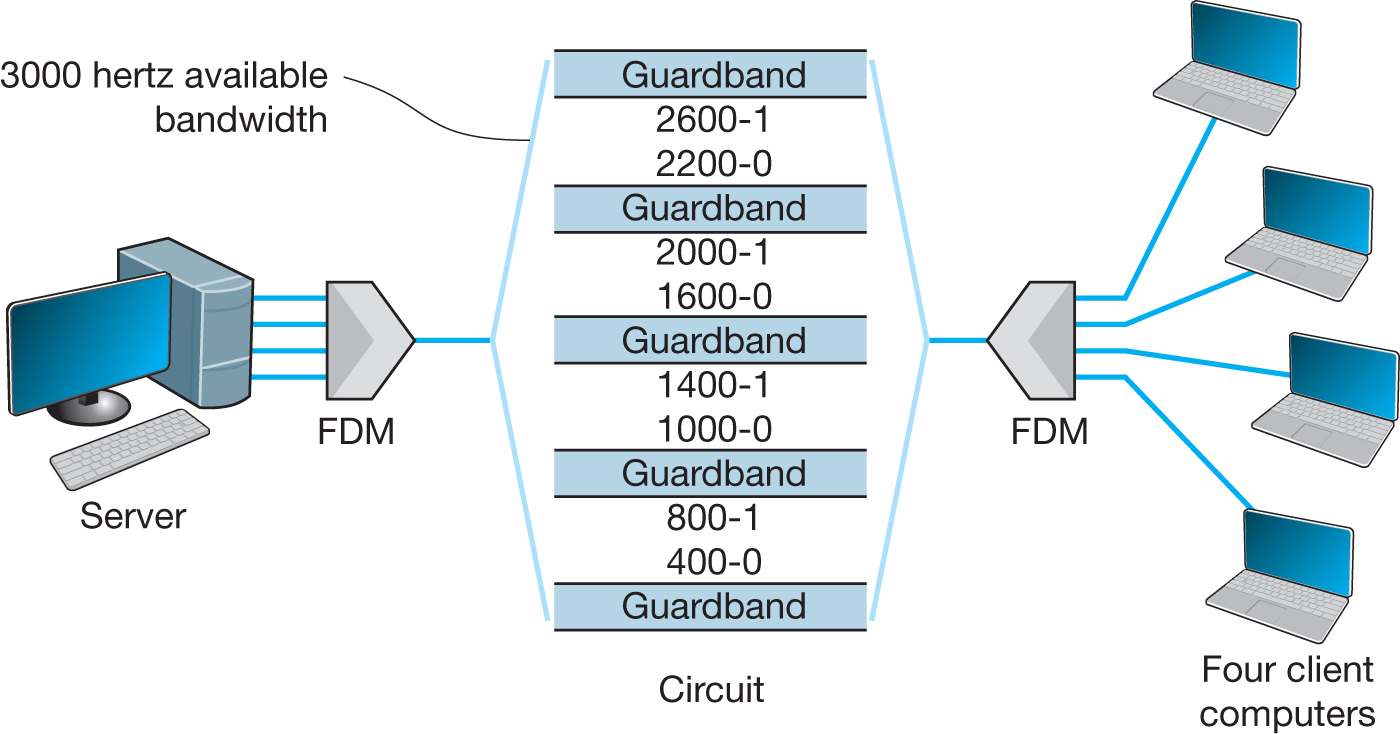 3000 hertz available
bandwidth
Guardband
2600-1
2200-0
Guardband
2000-1
1600-0
Guardband
1400-1
1000-0
Guardband
800-1
400-0
Guardband
Circuit
Server
FDM
FDM
Four client
computers